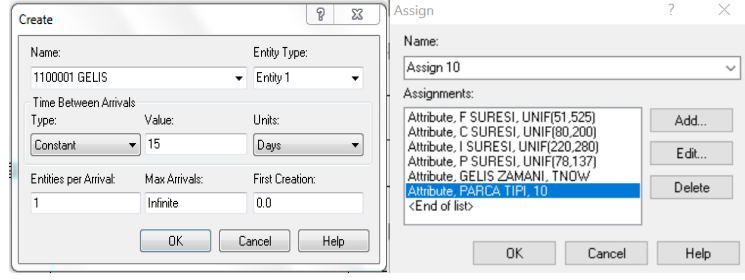 Create
Name:
Entity Type:
1100001 GELIS
Entity 1
Time Between Arrivals
Type:
Value:
Units:
Constant
15
Days
Entities per Arrival:
Max Arrivals:
First Creation:
1
Infinite
0.0
OK
Cancel
Help
Assign
?
Name:
Assign 10
Assignments:
Attribute, F SURESI, UNIF(51,525)
Attribute, C SURESI, UNIF(80,200)
Attribute, I SURESI, UNIF(220,280)
Attribute, P SURESI, UNIF(78,137)
Attribute, GELIS ZAMANI, TNOW
Attribute, PARCA TIPI, 10
<End of list>
Add...
Edit...
Delete
OK
Cancel
Help